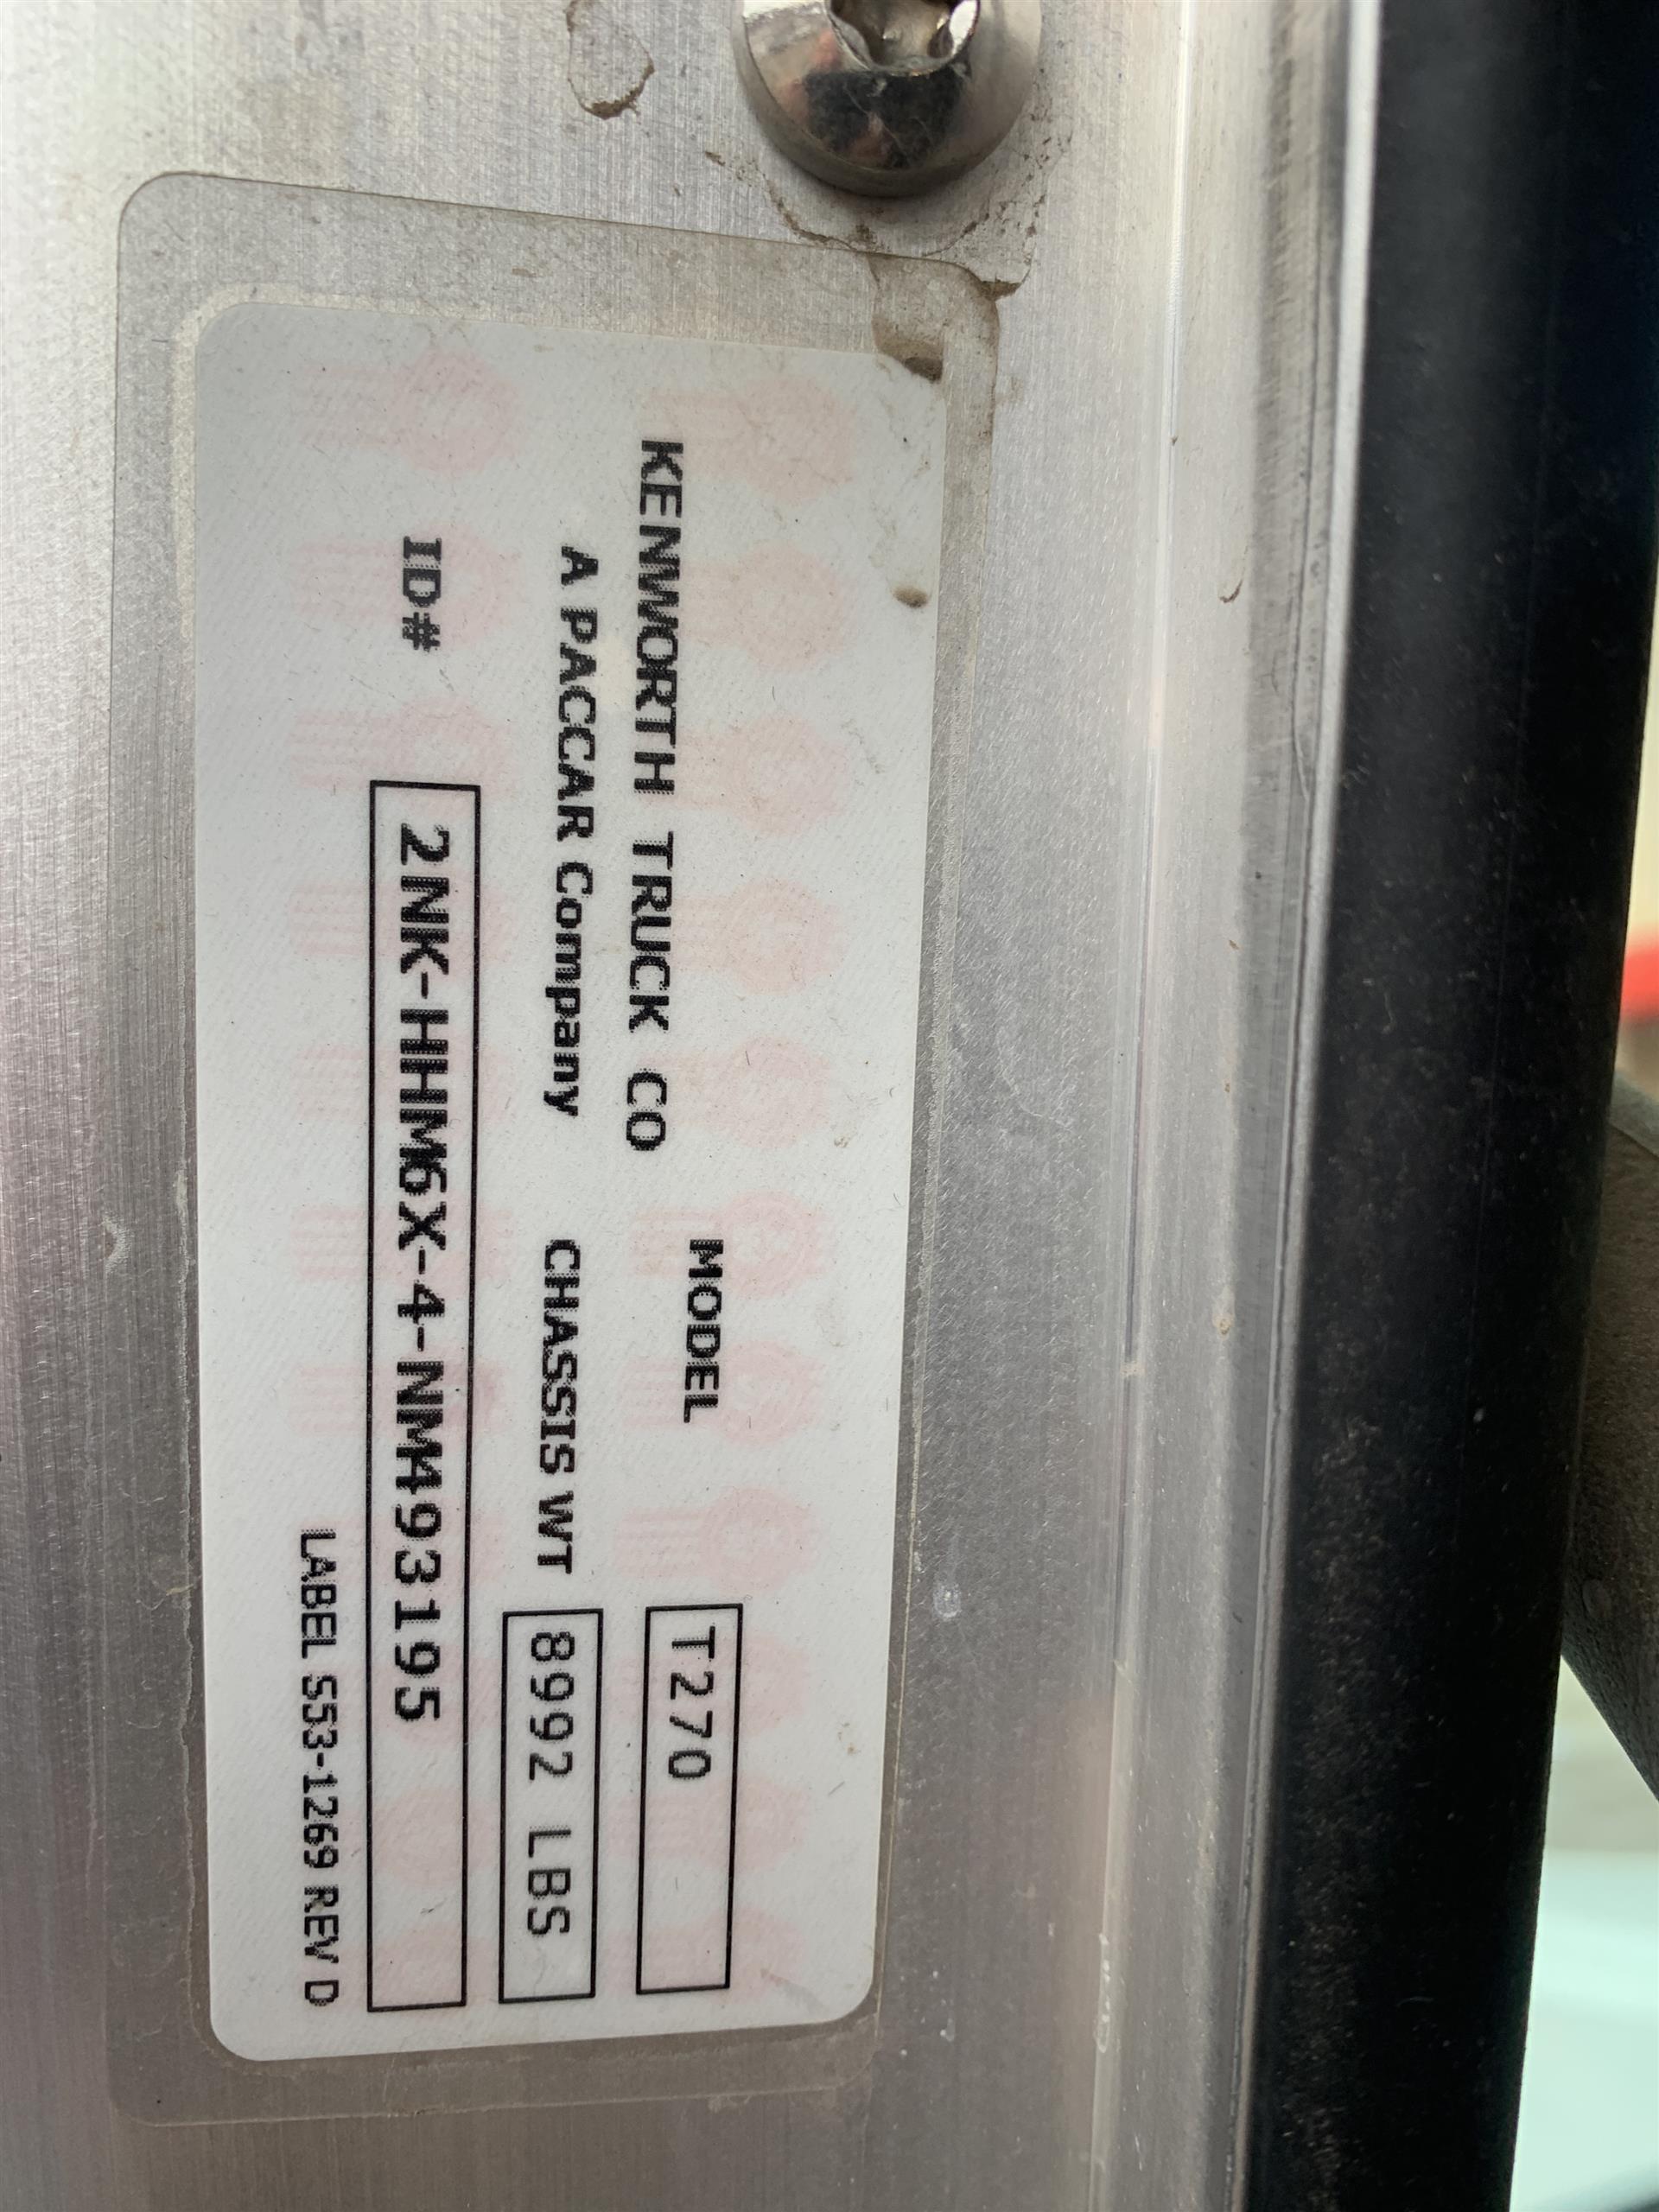 MODEL T270
KENWORTH TRUCK CO
A PACCAR Company CHASSIS WT 8992 LBS
ID# 2NK-HHM6X-4-NM493195
LABEL S53-1269 REV D